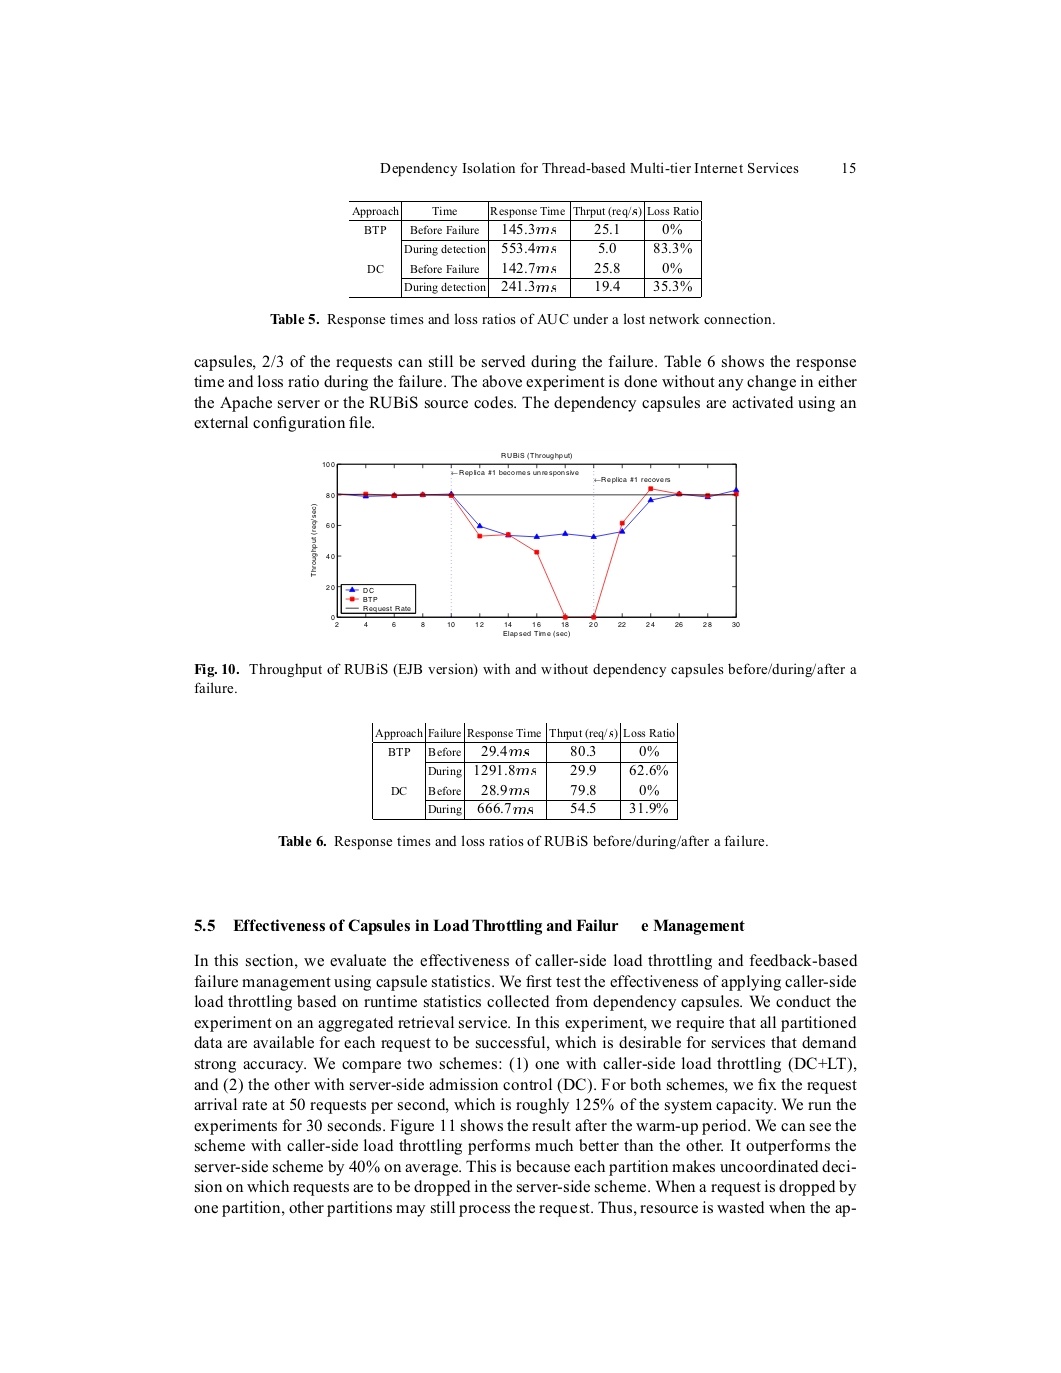 Dependency Isolation for Thread-based Multi-tier Internet Services 15
Approach Time Response Time Thrput (req/s) Loss Ratio
BTP Before Failure 145.3ms 25.1 0%
During detection 553.4ms 5.0 83.3%
DC Before Failure 142.7ms 25.8 0%
During detection 241.3ms 19.4 35.3%
Table 5. Response times and loss ratios of AUC under a lost network connection.
capsules, 2/3 of the requests can still be served during the failure. Table 6 shows the response
time and loss ratio during the failure. The above experiment is done without any change in either
the Apache server or the RUBiS source codes. The dependency capsules are activated using an
external configuration file.
RUBiS (Throughput)
100
80
60
40
20
0
Throughput (req/sec)
←Replica #1 becomes unresponsive
←Replica #1 recovers
DC
BTP
Request Rate
2 4 6 8 10 12 14 16 18 20 22 24 26 28 30
Elapsed Time (sec)
Fig. 10. Throughput of RUBiS (EJB version) with and without dependency capsules before/during/after a
failure.
Approach Failure Response Time Thrput (req/s) Loss Ratio
BTP Before 29.4ms 80.3 0%
During 1291.8ms 29.9 62.6%
DC Before 28.9ms 79.8 0%
During 666.7ms 54.5 31.9%
Table 6. Response times and loss ratios of RUBiS before/during/after a failure.
5.5 Effectiveness of Capsules in Load Throttling and Failur e Management
In this section, we evaluate the effectiveness of caller-side load throttling and feedback-based
failure management using capsule statistics. We first test the effectiveness of applying caller-side
load throttling based on runtime statistics collected from dependency capsules. We conduct the
experiment on an aggregated retrieval service. In this experiment, we require that all partitioned
data are available for each request to be successful, which is desirable for services that demand
strong accuracy. We compare two schemes: (1) one with caller-side load throttling (DC+LT),
and (2) the other with server-side admission control (DC). For both schemes, we fix the request
arrival rate at 50 requests per second, which is roughly 125% of the system capacity. We run the
experiments for 30 seconds. Figure 11 shows the result after the warm-up period. We can see the
scheme with caller-side load throttling performs much better than the other. It outperforms the
server-side scheme by 40% on average. This is because each partition makes uncoordinated deci-
sion on which requests are to be dropped in the server-side scheme. When a request is dropped by
one partition, other partitions may still process the request. Thus, resource is wasted when the ap-